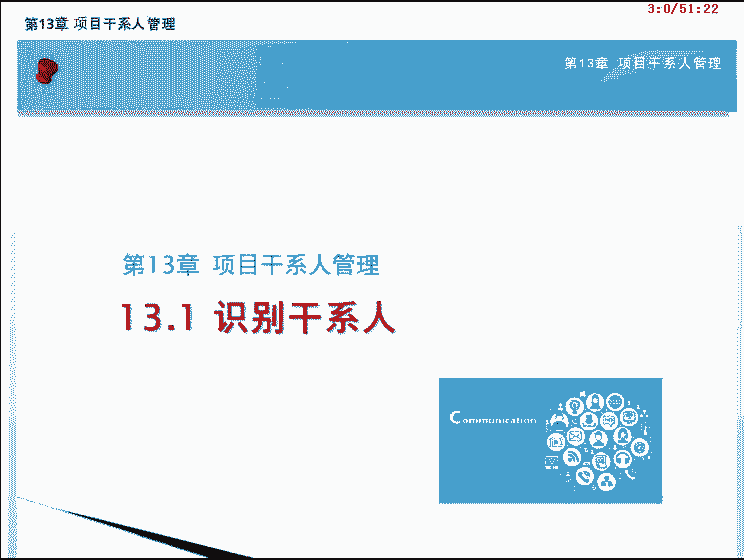 3:0/51:22
第13章 项目干系人管理
第13章 项目干系人管理
第13章 项目干系人管理
13.1 识别干系人
Communication